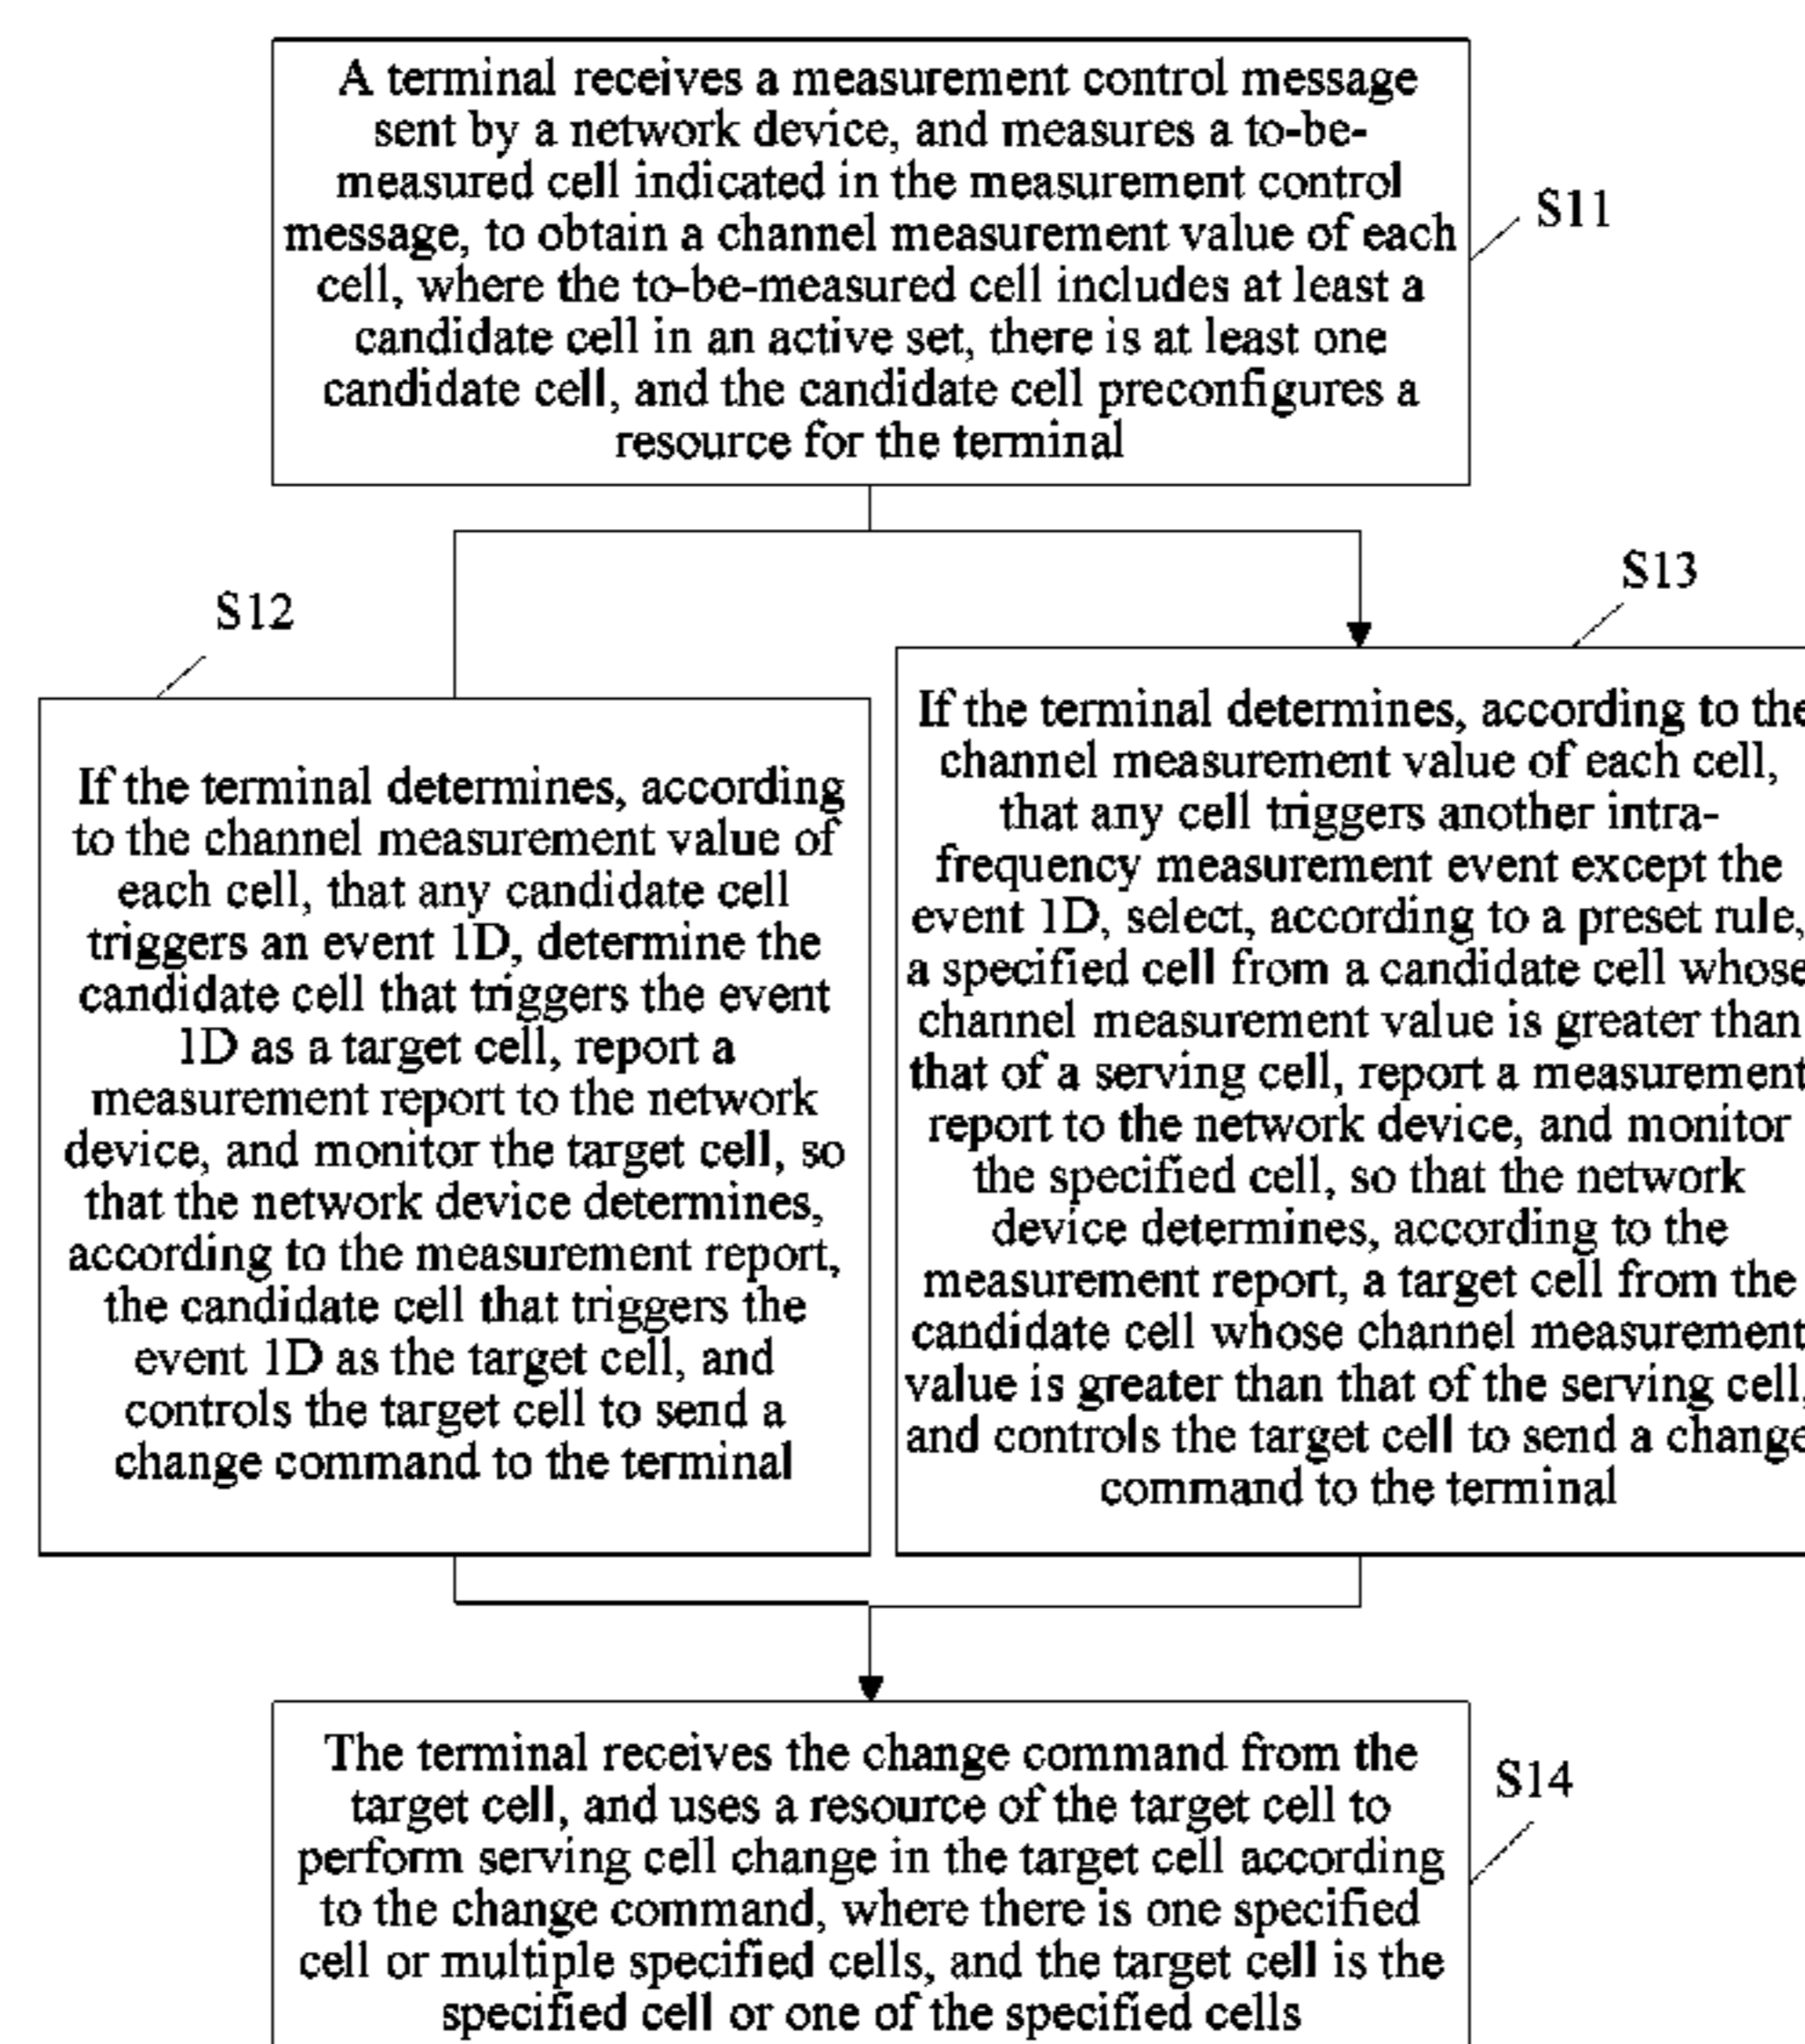 A terminal receives a measurement control message
sent by a network device, and measures a to-be-
measured cell indicated in the measurement control
message, to obtain a channel measurement value of each
cell, where the to-be-measured cell includes at least a
candidate cell in an active set, there is at least one
candidate cell, and the candidate cell preconfigures a
resource for the terminal
S11
S12
If the terminal determines, according
to the channel measurement value of
each cell, that any candidate cell
triggers an event 1D, determine the
candidate cell that triggers the event
1D as a target cell, report a
measurement report to the network
device, and monitor the target cell, so
that the network device determines,
according to the measurement report,
the candidate cell that triggers the
event 1D as the target cell, and
controls the target cell to send a
change command to the terminal
S13
If the terminal determines, according to the
channel measurement value of each cell,
that any cell triggers another intra-
frequency measurement event except the
event 1D, select, according to a preset rule,
a specified cell from a candidate cell whose
channel measurement value is greater than
that of a serving cell, report a measurement
report to the network device, and monitor
the specified cell, so that the network
device determines, according to the
measurement report, a target cell from the
candidate cell whose channel measurement
value is greater than that of the serving cell,
and controls the target cell to send a change
command to the terminal
The terminal receives the change command from the
target cell, and uses a resource of the target cell to
perform serving cell change in the target cell according
to the change command, where there is one specified
cell or multiple specified cells, and the target cell is the
specified cell or one of the specified cells
S14